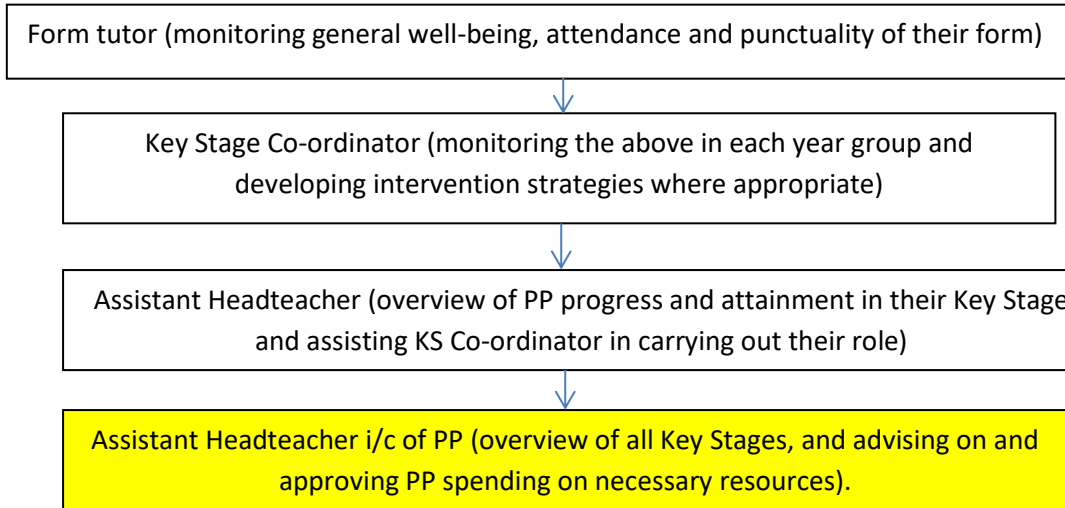 Form tutor (monitoring general well-being, attendance and punctuality of their form)
Key Stage Co-ordinator (monitoring the above in each year group and
developing intervention strategies where appropriate)
Assistant Headteacher (overview of PP progress and attainment in their Key Stage
and assisting KS Co-ordinator in carrying out their role)
Assistant Headteacher i/c of PP (overview of all Key Stages, and advising on and
approving PP spending on necessary resources).